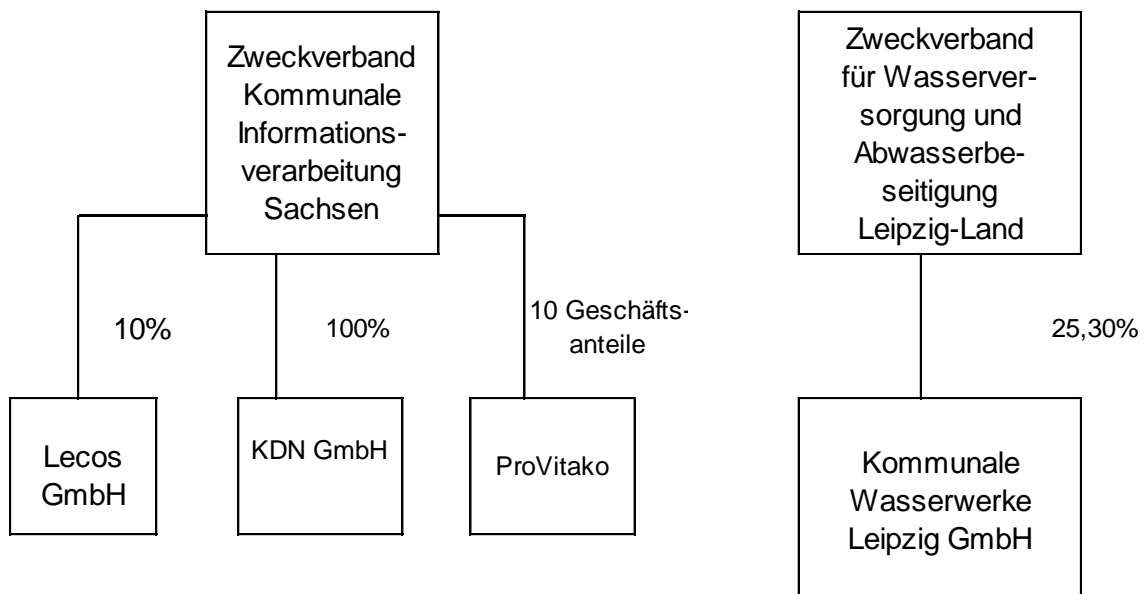 Zweckverband
Kommunale
Informations-
verarbeitung
Sachsen
Zweckverband
für Wasserver-
sorgung und
Abwasserbe-
seitigung
Leipzig-Land
10%
100%
10 Geschäfts-
anteile
25,30%
Lecos
GmbH
KDN GmbH
ProVitako
Kommunale
Wasserwerke
Leipzig GmbH